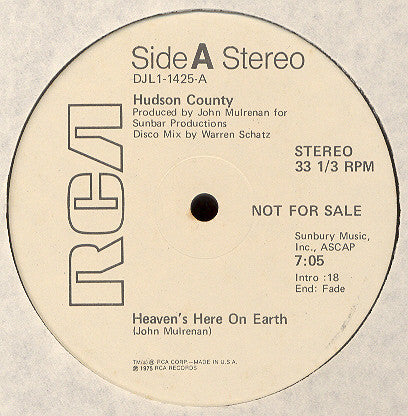 Side A Stereo
DJL1-1425-A
Hudson County
Produced by John Mulrenan for
Sunbar Productions
Disco Mix by Warren Schatz
STEREO
33 1/3 RPM
RCA
NOT FOR SALE
Sunbury Music,
Inc., ASCAP
7:05
Intro :18
End: Fade
Heaven's Here On Earth
(John Mulrenan)
TM(s) ® RCA CORP.—MADE IN U.S.A.
℗ 1975 RCA RECORDS